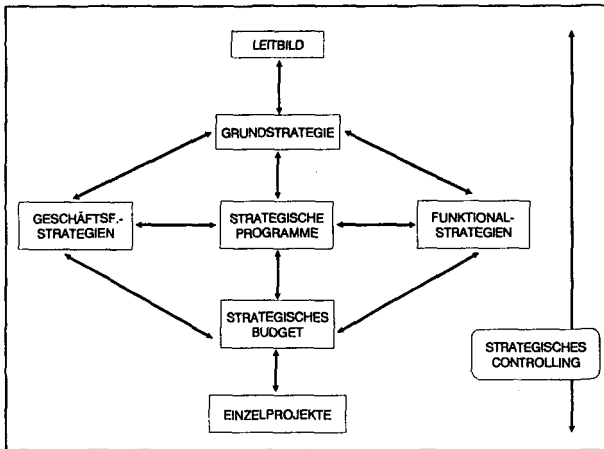 LEITBILD
GRUNDSTRATEGIE
GESCHÄFTSF.-
STRATEGIEN
STRATEGISCHE
PROGRAMME
FUNKTIONAL-
STRATEGIEN
STRATEGISCHES
BUDGET
STRATEGISCHES
CONTROLLING
EINZELPROJEKTE